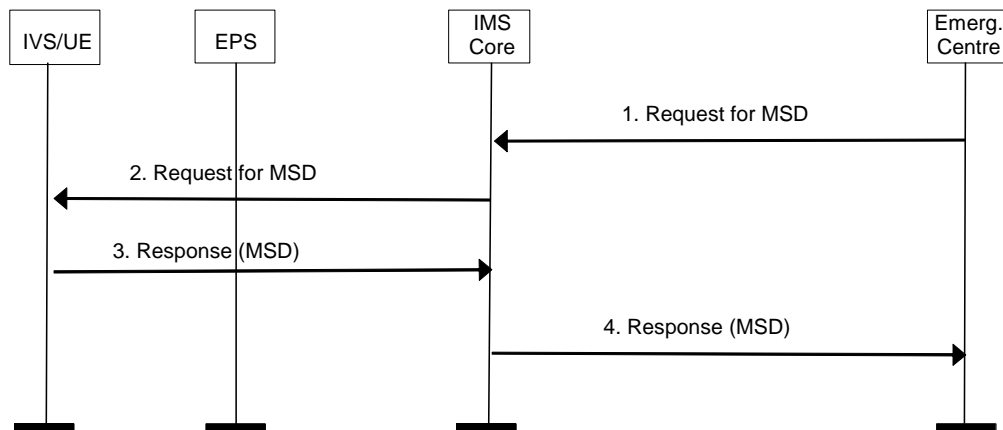 IVS/UE
EPS
IMS
Core
Emerg.
Centre
1. Request for MSD
2. Request for MSD
3. Response (MSD)
4. Response (MSD)